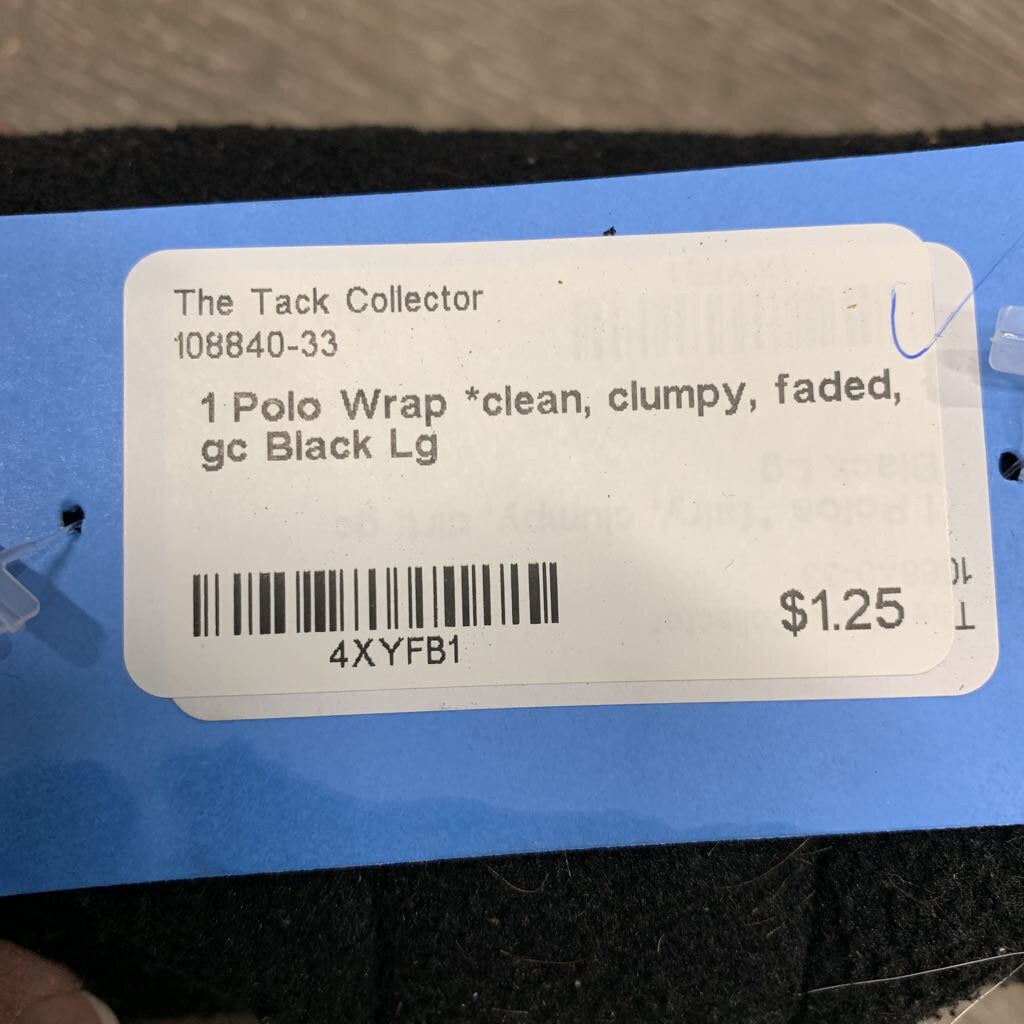 The Tack Collector
108840-33
1 Polo Wrap *clean, clumpy, faded,
gc Black Lg
4XYFB1
$1.25